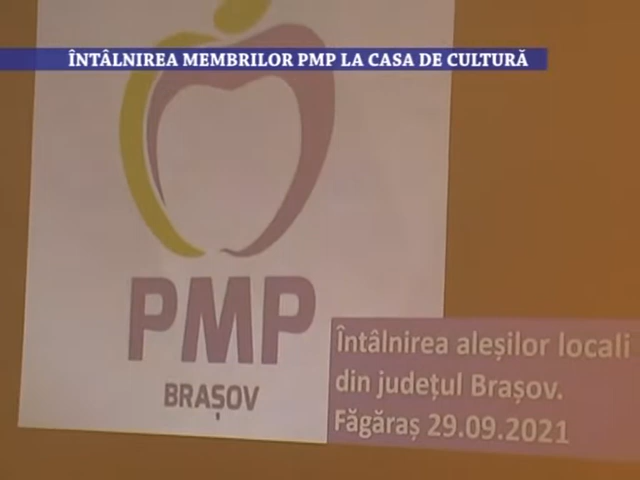 ÎNTÂLNIREA MEMBRILOR PMP LA CASA DE CULTURĂ
PMP
BRAȘOV
Întâlnirea aleșilor locali
din județul Brașov.
Făgăraș 29.09.2021